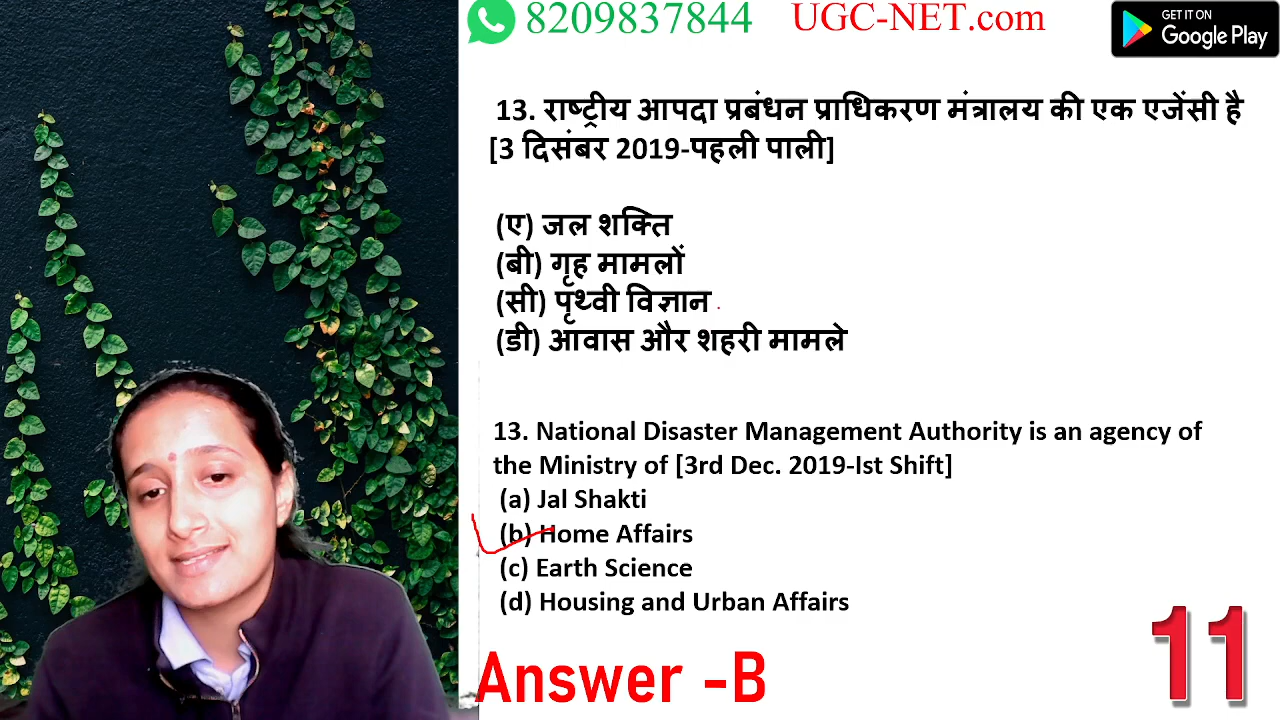 8209837844 UGC-NET.com GET IT ON Google Play
13. राष्ट्रीय आपदा प्रबंधन प्राधिकरण मंत्रालय की एक एजेंसी है
[3 दिसंबर 2019-पहली पाली]
(ए) जल शक्ति
(बी) गृह मामलों
(सी) पृथ्वी विज्ञान
(डी) आवास और शहरी मामले
13. National Disaster Management Authority is an agency of
the Ministry of [3rd Dec. 2019-Ist Shift]
(a) Jal Shakti
(b) Home Affairs
(c) Earth Science
(d) Housing and Urban Affairs
Answer -B
11